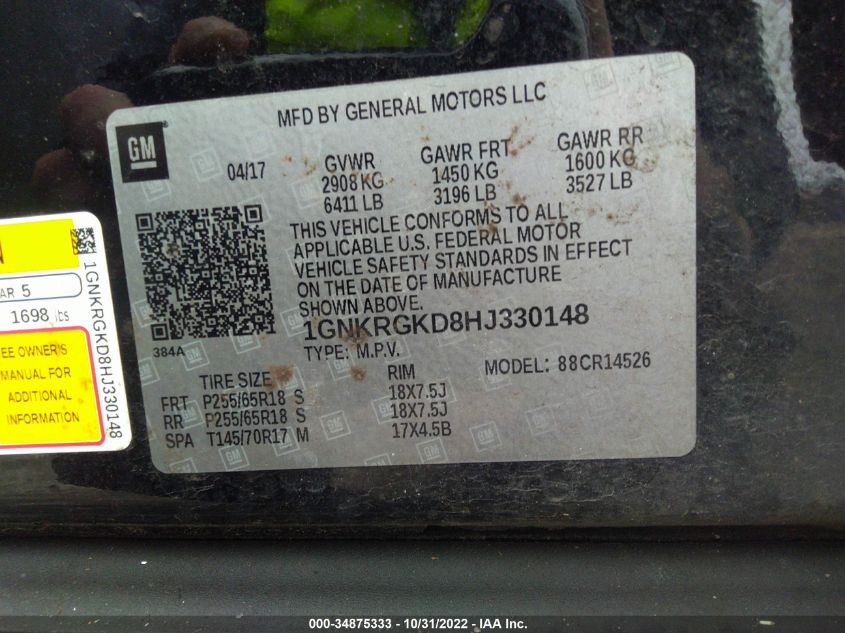 MFD BY GENERAL MOTORS LLC
GM
04/17
GVWR GAWR FRT GAWR RR
2908 KG 1450 KG 1600 KG
6411 LB 3196 LB 3527 LB
THIS VEHICLE CONFORMS TO ALL
APPLICABLE U.S. FEDERAL MOTOR
VEHICLE SAFETY STANDARDS IN EFFECT
ON THE DATE OF MANUFACTURE
SHOWN ABOVE.
384A
1GNKRGKD8HJ330148
TYPE: M.P.V. MODEL: 88CR14526
TIRE SIZE RIM
FRT P255/65R18 S 18X7.5J
RR P255/65R18 S 18X7.5J
SPA T145/70R17 M 17X4.5B
AR 5
1698 lbs
EE OWNER'S
MANUAL FOR
ADDITIONAL
INFORMATION
1GNKRGKD8HJ330148
000-34875333 - 10/31/2022 - IAA Inc.